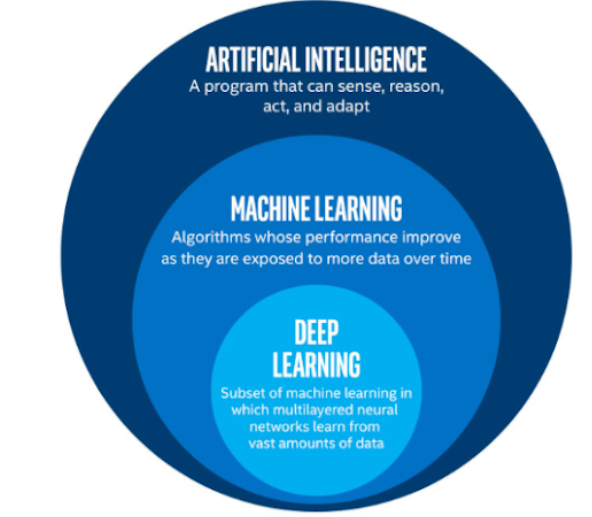 ARTIFICIAL INTELLIGENCE
A program that can sense, reason,
act, and adapt
MACHINE LEARNING
Algorithms whose performance improve
as they are exposed to more data over time
DEEP
LEARNING
Subset of machine learning in
which multilayered neural
networks learn from
vast amounts of data